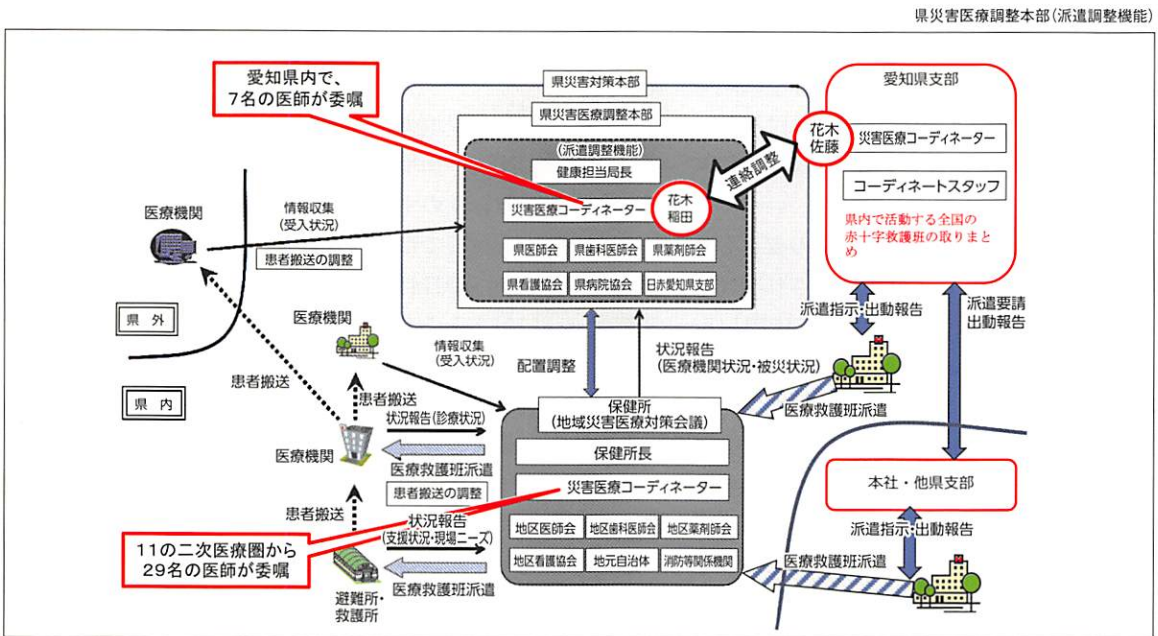 県災害医療調整本部(派遣調整機能)
愛知県内で、
7名の医師が委嘱
県災害対策本部
県災害医療調整本部
(派遣調整機能)
健康担当局長
災害医療コーディネーター
花木
稲田
県医師会
県歯科医師会
県薬剤師会
県看護協会
県病院協会
日赤愛知県支部
連絡調整
愛知県支部
花木
佐藤
災害医療コーディネーター
コーディネートスタッフ
県内で活動する全国の
赤十字救護班の取りまと
め
医療機関
情報収集
(受入状況)
患者搬送の調整
県 外
県 内
患者搬送
医療機関
情報収集
(受入状況)
配置調整
状況報告
(医療機関状況・被災状況)
派遣指示・出動報告
派遣要請
出動報告
医療救護班派遣
患者搬送
医療機関
状況報告(診療状況)
医療救護班派遣
患者搬送の調整
保健所
(地域災害医療対策会議)
保健所長
災害医療コーディネーター
地区医師会
地区歯科医師会
地区薬剤師会
地区看護協会
地元自治体
消防等関係機関
患者搬送
状況報告
(支援状況・現場ニーズ)
医療救護班派遣
11の二次医療圏から
29名の医師が委嘱
避難所・
救護所
本社・他県支部
派遣指示・出動報告
医療救護班派遣